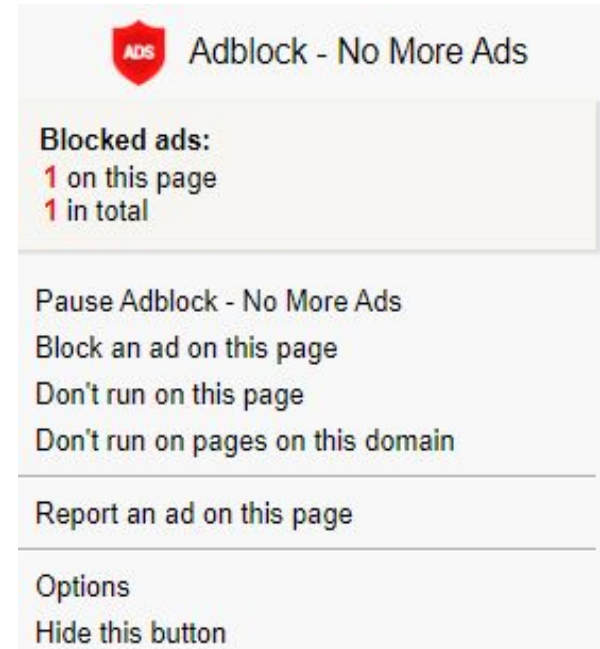 ADS
Adblock - No More Ads
Blocked ads:
1 on this page
1 in total
Pause Adblock - No More Ads
Block an ad on this page
Don't run on this page
Don't run on pages on this domain
Report an ad on this page
Options
Hide this button